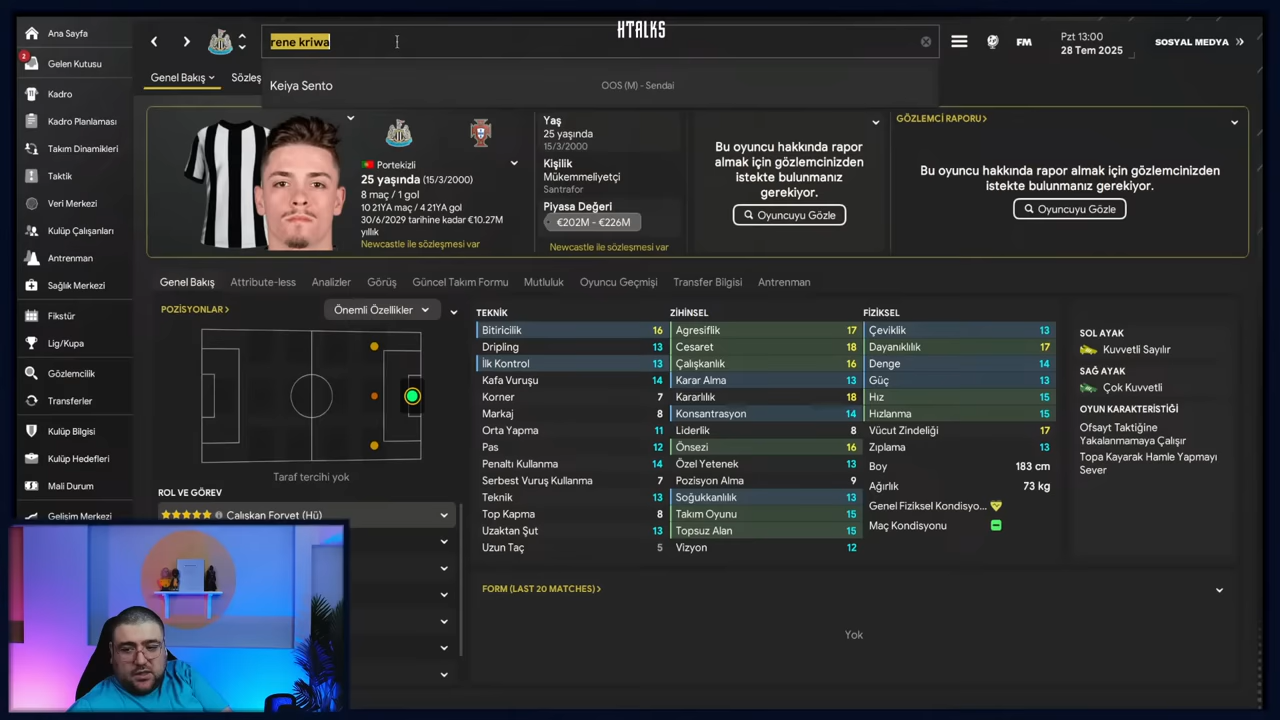 HTALKS
Ana Sayfa
2
Gelen Kutusu
Kadro
Kadro Planlaması
Takım Dinamikleri
Taktik
Veri Merkezi
Kulüp Çalışanları
Antrenman
Sağlık Merkezi
Fikstür
Lig/Kupa
Gözlemcilik
Transferler
Kulüp Bilgisi
Kulüp Hedefleri
Mali Durum
Gelişim Merkezi
rene kriwa
FM
Pzt 13:00
28 Tem 2025
SOSYAL MEDYA
Genel Bakış
Sözleş
Keiya Sento
OOS (M) - Sendai
Portekizli
25 yaşında (15/3/2000)
8 maç / 1 gol
10 21YA maç / 4 21YA gol
30/6/2029 tarihine kadar €10.27M
yıllık
Newcastle ile sözleşmesi var
Yaş
25 yaşında
15/3/2000
Kişilik
Mükemmeliyetçi
Santrafor
Piyasa Değeri
€202M - €226M
Newcastle ile sözleşmesi var
Bu oyuncu hakkında rapor
almak için gözlemcinizden
istekte bulunmanız
gerekiyor.
Oyuncuyu Gözle
GÖZLEMCİ RAPORU>
Bu oyuncu hakkında rapor almak için gözlemcinizden
istekte bulunmanız gerekiyor.
Oyuncuyu Gözle
Genel Bakış Attribute-less Analizler Görüş Güncel Takım Formu Mutluluk Oyuncu Geçmişi Transfer Bilgisi Antrenman
POZİSYONLAR>
Önemli Özellikler
Taraf tercihi yok
ROL VE GÖREV
Çalışkan Forvet (Hü)
TEKNİK
Bitiricilik 16
Dripling 13
İlk Kontrol 13
Kafa Vuruşu 14
Korner 7
Markaj 8
Orta Yapma 11
Pas 12
Penaltı Kullanma 14
Serbest Vuruş Kullanma 7
Teknik 13
Top Kapma 8
Uzaktan Şut 13
Uzun Taç 5
ZİHİNSEL
Agresiflik 17
Cesaret 18
Çalışkanlık 16
Karar Alma 13
Kararlılık 18
Konsantrasyon 14
Liderlik 8
Önsezi 16
Özel Yetenek 13
Pozisyon Alma 9
Soğukkanlılık 13
Takım Oyunu 15
Topsuz Alan 15
Vizyon 12
FİZİKSEL
Çeviklik 13
Dayanıklılık 17
Denge 14
Güç 13
Hız 15
Hızlanma 15
Vücut Zindeliği 17
Zıplama 13
Boy 183 cm
Ağırlık 73 kg
Genel Fiziksel Kondisyo...
Maç Kondisyonu
SOL AYAK
Kuvvetli Sayılır
SAĞ AYAK
Çok Kuvvetli
OYUN KARAKTERİSTİĞİ
Ofsayt Taktiğine
Yakalanmamaya Çalışır
Topa Kayarak Hamle Yapmayı
Sever
FORM (LAST 20 MATCHES)>
Yok